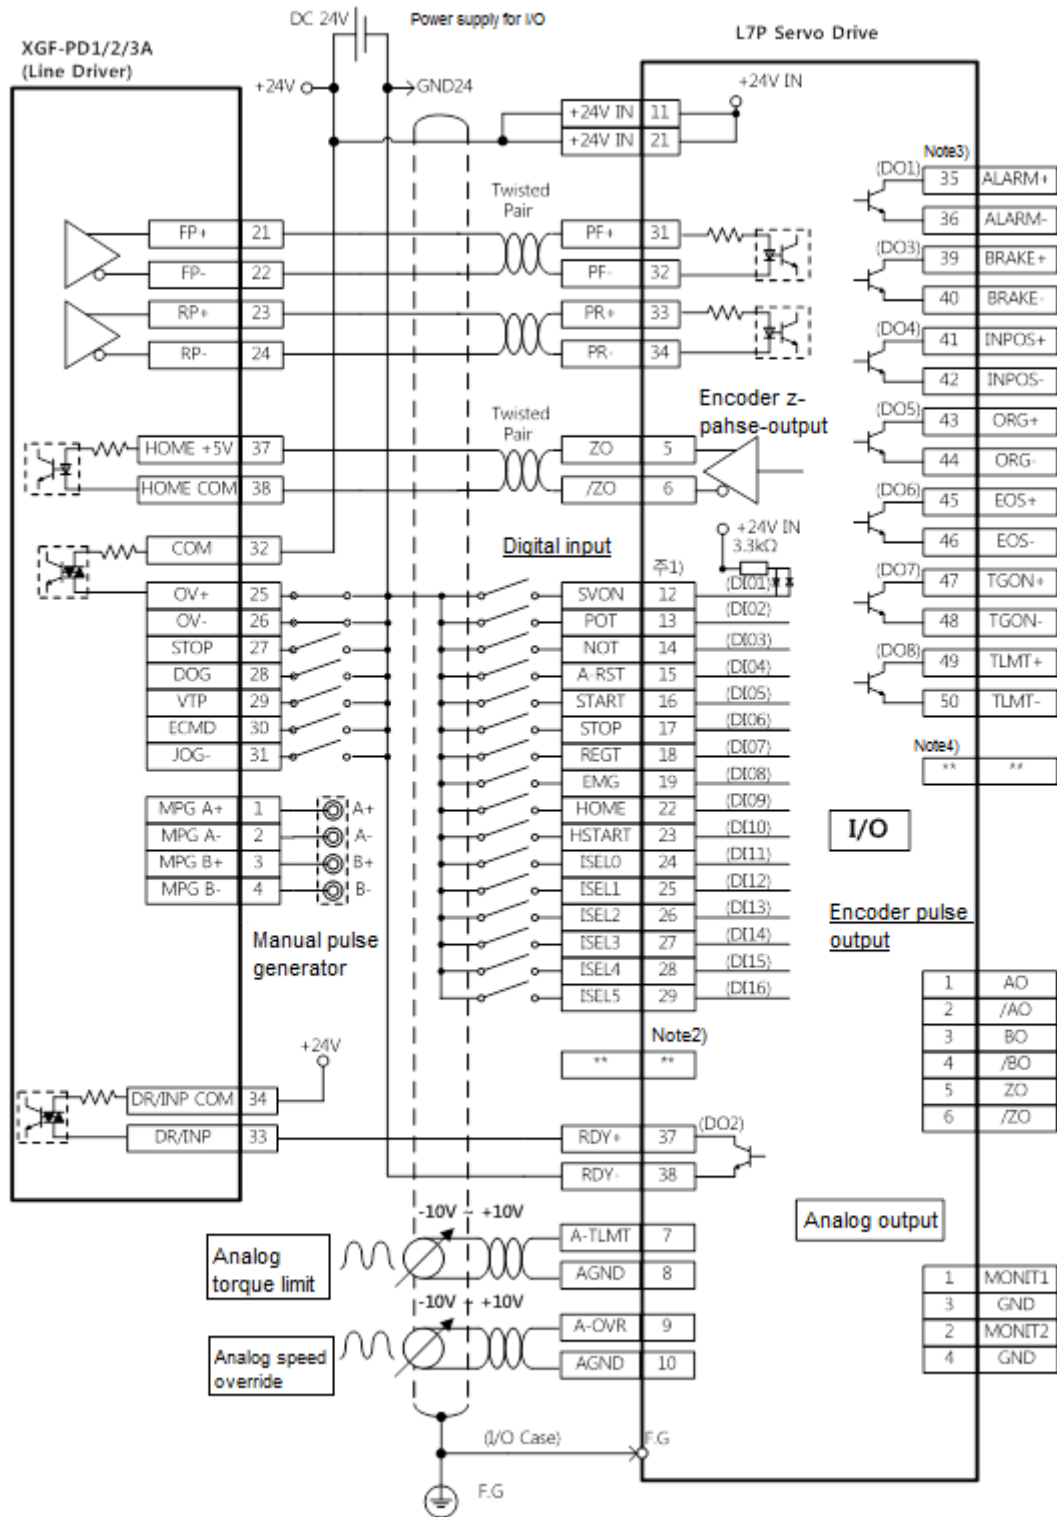 DC 24V
Power supply for I/O
L7P Servo Drive
XGF-PD1/2/3A
(Line Driver)
+24V
GND24
+24V IN
+24V IN 11
+24V IN 21
Note3)
(DO1)
35 ALARM+
36 ALARM-
(DO3)
39 BRAKE+
40 BRAKE-
(DO4)
41 INPOS+
42 INPOS-
(DO5)
43 ORG+
44 ORG-
(DO6)
45 EOS+
46 EOS-
(DO7)
47 TGON+
48 TGON-
(DO8)
49 TLMT+
50 TLMT-
Note4)
** **
Twisted
Pair
FP+ 21
PF+ 31
FP- 22
PF- 32
RP+ 23
PR+ 33
RP- 24
PR- 34
Encoder z-
pahse-output
Twisted
Pair
HOME +5V 37
ZO 5
HOME COM 38
/ZO 6
+24V IN
3.3kΩ
Digital input
COM 32
주1)
OV+ 25
OV- 26
STOP 27
DOG 28
VTP 29
ECMD 30
JOG- 31
SVON 12 (DI01)
POT 13 (DI02)
NOT 14 (DI03)
A-RST 15 (DI04)
START 16 (DI05)
STOP 17 (DI06)
REGT 18 (DI07)
EMG 19 (DI08)
HOME 22 (DI09)
HSTART 23 (DI10)
ISEL0 24 (DI11)
ISEL1 25 (DI12)
ISEL2 26 (DI13)
ISEL3 27 (DI14)
ISEL4 28 (DI15)
ISEL5 29 (DI16)
MPG A+ 1 A+
MPG A- 2 A-
MPG B+ 3 B+
MPG B- 4 B-
Manual pulse
generator
I/O
Encoder pulse
output
1 AO
2 /AO
3 BO
4 /BO
5 ZO
6 /ZO
Note2)
** **
+24V
DR/INP COM 34
DR/INP 33
RDY+ 37
(DO2)
RDY- 38
Analog output
-10V ~ +10V
Analog
torque limit
A-TLMT 7
AGND 8
-10V ~ +10V
Analog speed
override
A-OVR 9
AGND 10
1 MONIT1
3 GND
2 MONIT2
4 GND
(I/O Case)
F.G
F.G